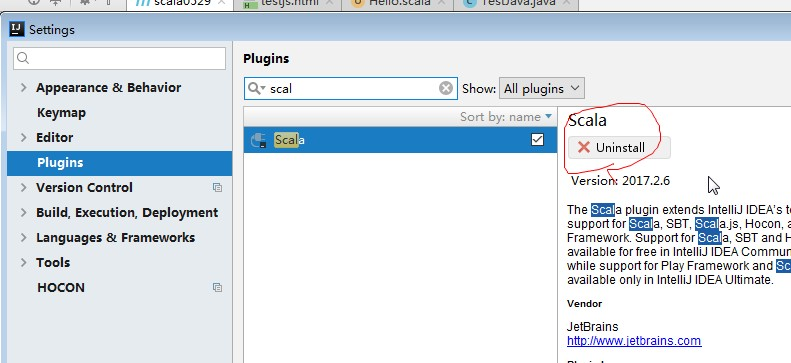 scala0529
testjs.html
Hello.scala
TestJava.java
Settings
Appearance & Behavior
Keymap
Editor
Plugins
Version Control
Build, Execution, Deployment
Languages & Frameworks
Tools
HOCON
Plugins
scal
Show: All plugins
Sort by: name
Scala
Scala
Uninstall
Version: 2017.2.6
The Scala plugin extends IntelliJ IDEA's to
support for Scala, SBT, Scala.js, Hocon, a
Framework. Support for Scala, SBT and H
available for free in IntelliJ IDEA Commun
while support for Play Framework and Sc
available only in IntelliJ IDEA Ultimate.
Vendor
JetBrains
http://www.jetbrains.com